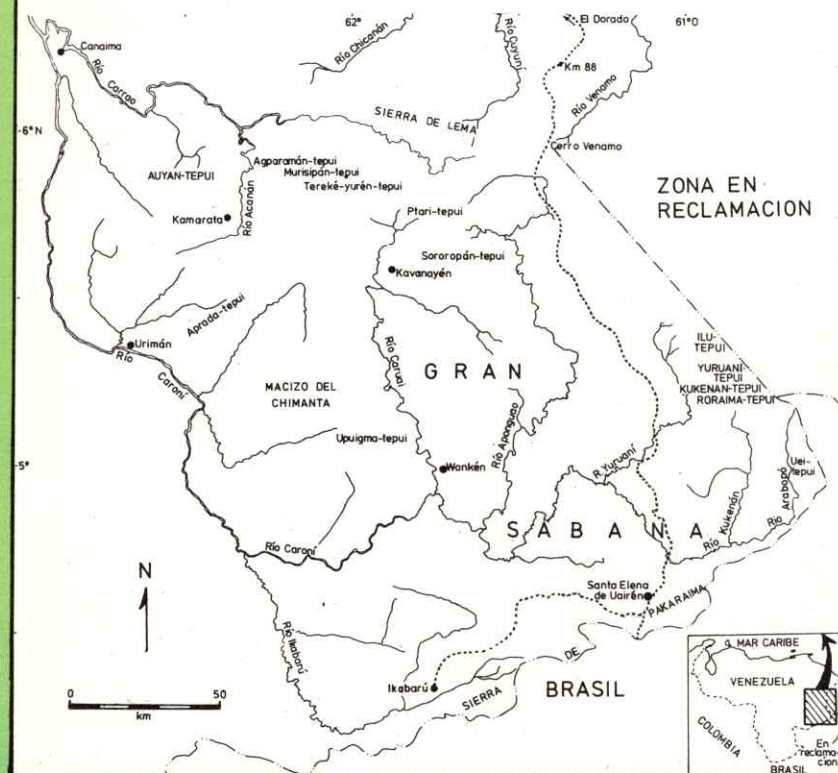 62°
61°0
El Dorado
Canaima
Río Chicanán
Río Cuyuní
Km 88
Río Carrao
Río Venamo
SIERRA DE LEMA
6° N
Cerro Venamo
Agparamán-tepui
Murisipán-tepui
Tereké-yurén-tepui
AUYAN-TEPUI
ZONA EN
RECLAMACION
Kamarata
Río Acanán
Ptari-tepui
Sororopán-tepui
Kavanayén
Aprada-tepui
Urimán
Río Caroní
Río Caruai
GRAN
ILU-
TEPUI
YURUANI-
TEPUI
KUKENAN-TEPUI
RORAIMA-TEPUI
MACIZO DEL
CHIMANTA
Upuigma-tepui
Río Aponguao
5°
Wonkén
R. Yuruaní
Uei-
tepui
Río Arabopó
Río Kukenán
SABANA
Río Caroní
N
Santa Elena
de Uairén
PAKARAIMA
Río Ikabarú
DE
SIERRA
Ikabarú
BRASIL
0 50
km
MAR CARIBE
VENEZUELA
COLOMBIA
En
reclama-
cion
BRASIL